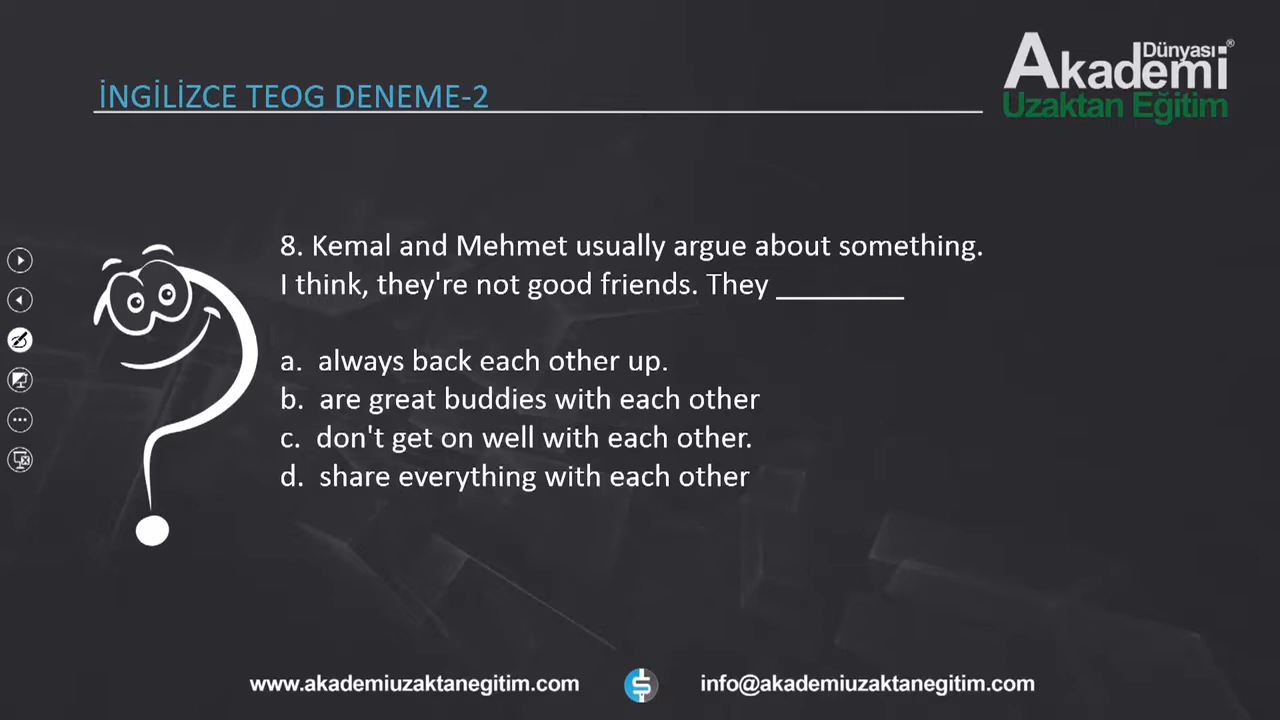 Dünyası®
Akademi
Uzaktan Eğitim
İNGİLİZCE TEOG DENEME-2
8. Kemal and Mehmet usually argue about something.
I think, they're not good friends. They ________
a. always back each other up.
b. are great buddies with each other
c. don't get on well with each other.
d. share everything with each other
www.akademiuzaktanegitim.com info@akademiuzaktanegitim.com